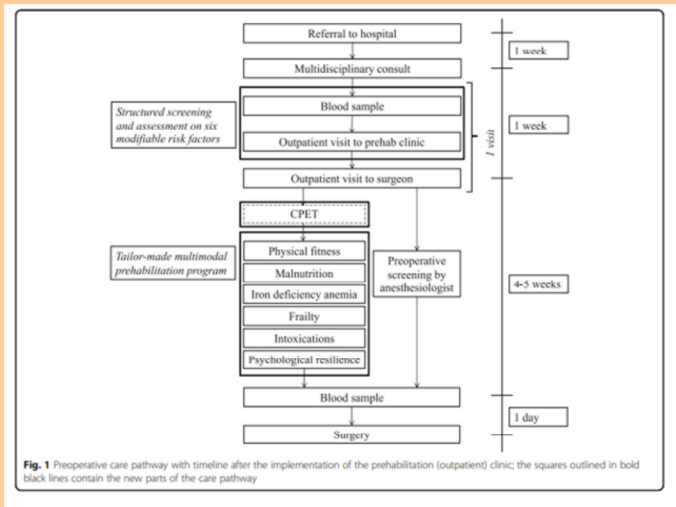 Referral to hospital
1 week
Multidisciplinary consult
Structured screening
and assessment on six
modifiable risk factors
Blood sample
Outpatient visit to prehab clinic
1 visit
1 week
Outpatient visit to surgeon
CPET
Tailor-made multimodal
prehabilitation program
Physical fitness
Malnutrition
Iron deficiency anemia
Frailty
Intoxications
Psychological resilience
Preoperative
screening by
anesthesiologist
4-5 weeks
Blood sample
1 day
Surgery
Fig. 1 Preoperative care pathway with timeline after the implementation of the prehabilitation (outpatient) clinic; the squares outlined in bold
black lines contain the new parts of the care pathway